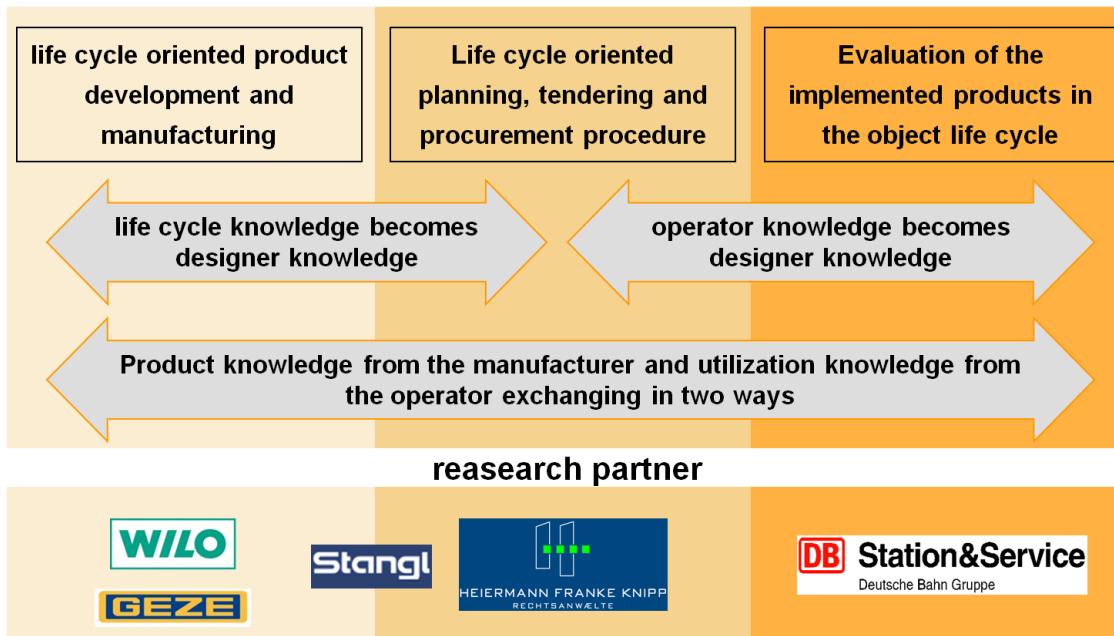 life cycle oriented product
development and
manufacturing
Life cycle oriented
planning, tendering and
procurement procedure
Evaluation of the
implemented products in
the object life cycle
life cycle knowledge becomes
designer knowledge
operator knowledge becomes
designer knowledge
Product knowledge from the manufacturer and utilization knowledge from
the operator exchanging in two ways
reasearch partner
WILO
GEZE
Stangl
HEIERMANN FRANKE KNIPP
RECHTSANWÄLTE
DB Station&Service
Deutsche Bahn Gruppe